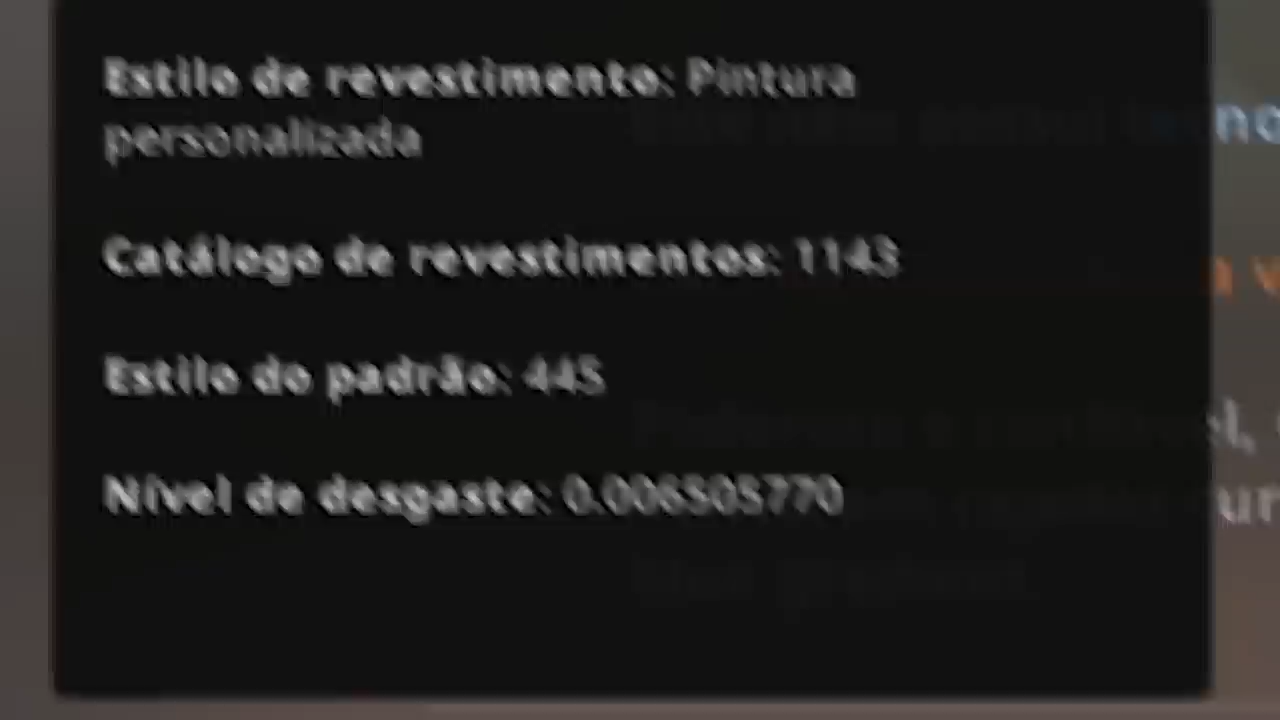 Estilo de revestimento: Pintura
personalizada
Catálogo de revestimentos: 1143
Estilo do padrão: 445
Nível de desgaste: 0.006505770